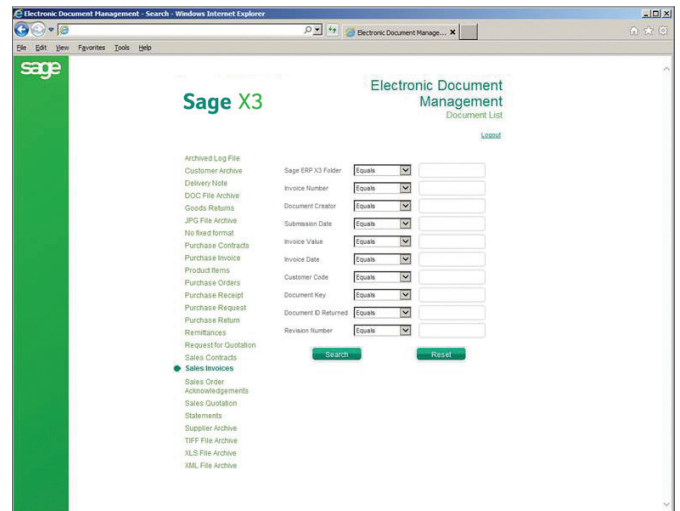 Electronic Document Management - Search - Windows Internet Explorer
Electronic Document Manage...
File Edit View Favorites Tools Help
sage
Sage X3
Electronic Document
Management
Document List
Logout
Archived Log File
Customer Archive
Delivery Note
DOC File Archive
Goods Returns
JPG File Archive
No fixed format
Purchase Contracts
Purchase Invoice
Product Items
Purchase Orders
Purchase Receipt
Purchase Request
Purchase Return
Remittances
Request for Quotation
Sales Contracts
Sales Invoices
Sales Order
Acknowledgements
Sales Quotation
Statements
Supplier Archive
TIFF File Archive
XLS File Archive
XML File Archive
Sage ERP X3 Folder Equals
Invoice Number Equals
Document Creator Equals
Submission Date Equals
Invoice Value Equals
Invoice Date Equals
Customer Code Equals
Document Key Equals
Document ID Returned Equals
Revision Number Equals
Search Reset